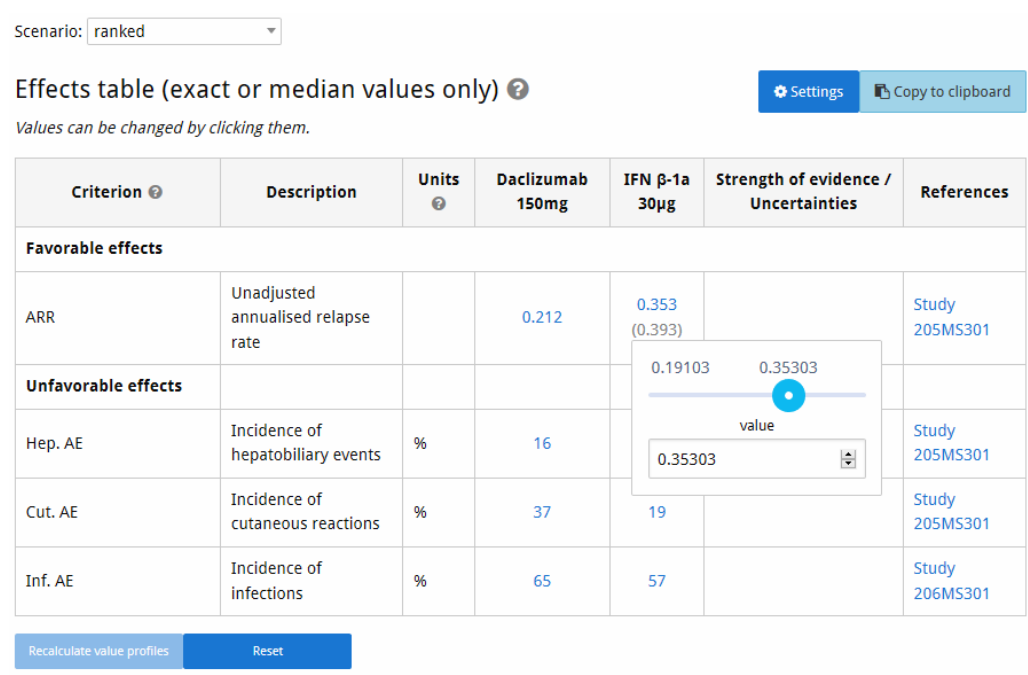 Scenario: ranked
Effects table (exact or median values only) ?
Settings
Copy to clipboard
Values can be changed by clicking them.
Criterion ?
Description
Units ?
Daclizumab
150mg
IFN β-1a
30μg
Strength of evidence /
Uncertainties
References
Favorable effects
ARR
Unadjusted
annualised relapse
rate
0.212
0.353
(0.393)
Study
205MS301
0.19103
0.35303
value
0.35303
Unfavorable effects
Hep. AE
Incidence of
hepatobiliary events
%
16
Study
205MS301
Cut. AE
Incidence of
cutaneous reactions
%
37
19
Study
205MS301
Inf. AE
Incidence of
infections
%
65
57
Study
206MS301
Recalculate value profiles
Reset